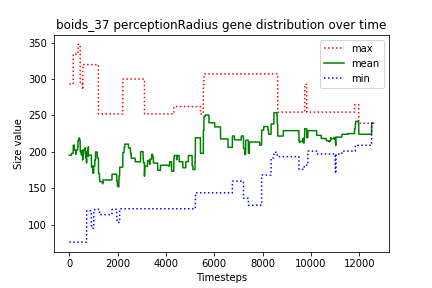 boids_37 perceptionRadius gene distribution over time
max
mean
min
Size value
350
300
250
200
150
100
0
2000
4000
6000
8000
10000
12000
Timesteps